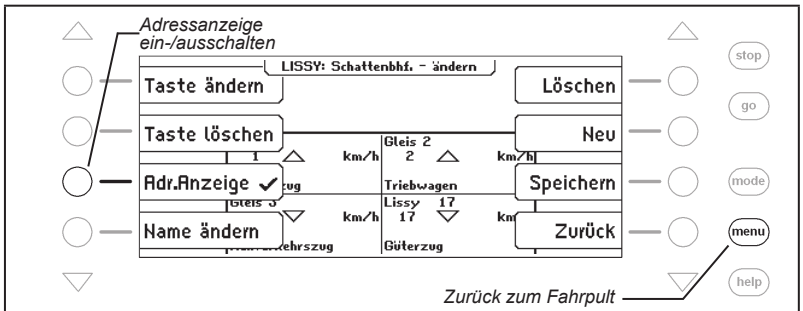 Adressanzeige
ein-/ausschalten
LISSY: Schattenbhf. - ändern
stop
Taste ändern
Löschen
go
Taste löschen
Gleis 2
Neu
1 km/h 2 km/h
Adr.Anzeige ✓
Triebwagen
Speichern
mode
Gleis 3
Lissy 17
km/h 17
Name ändern
Zurück
menu
Güterzug
Zurück zum Fahrpult
help